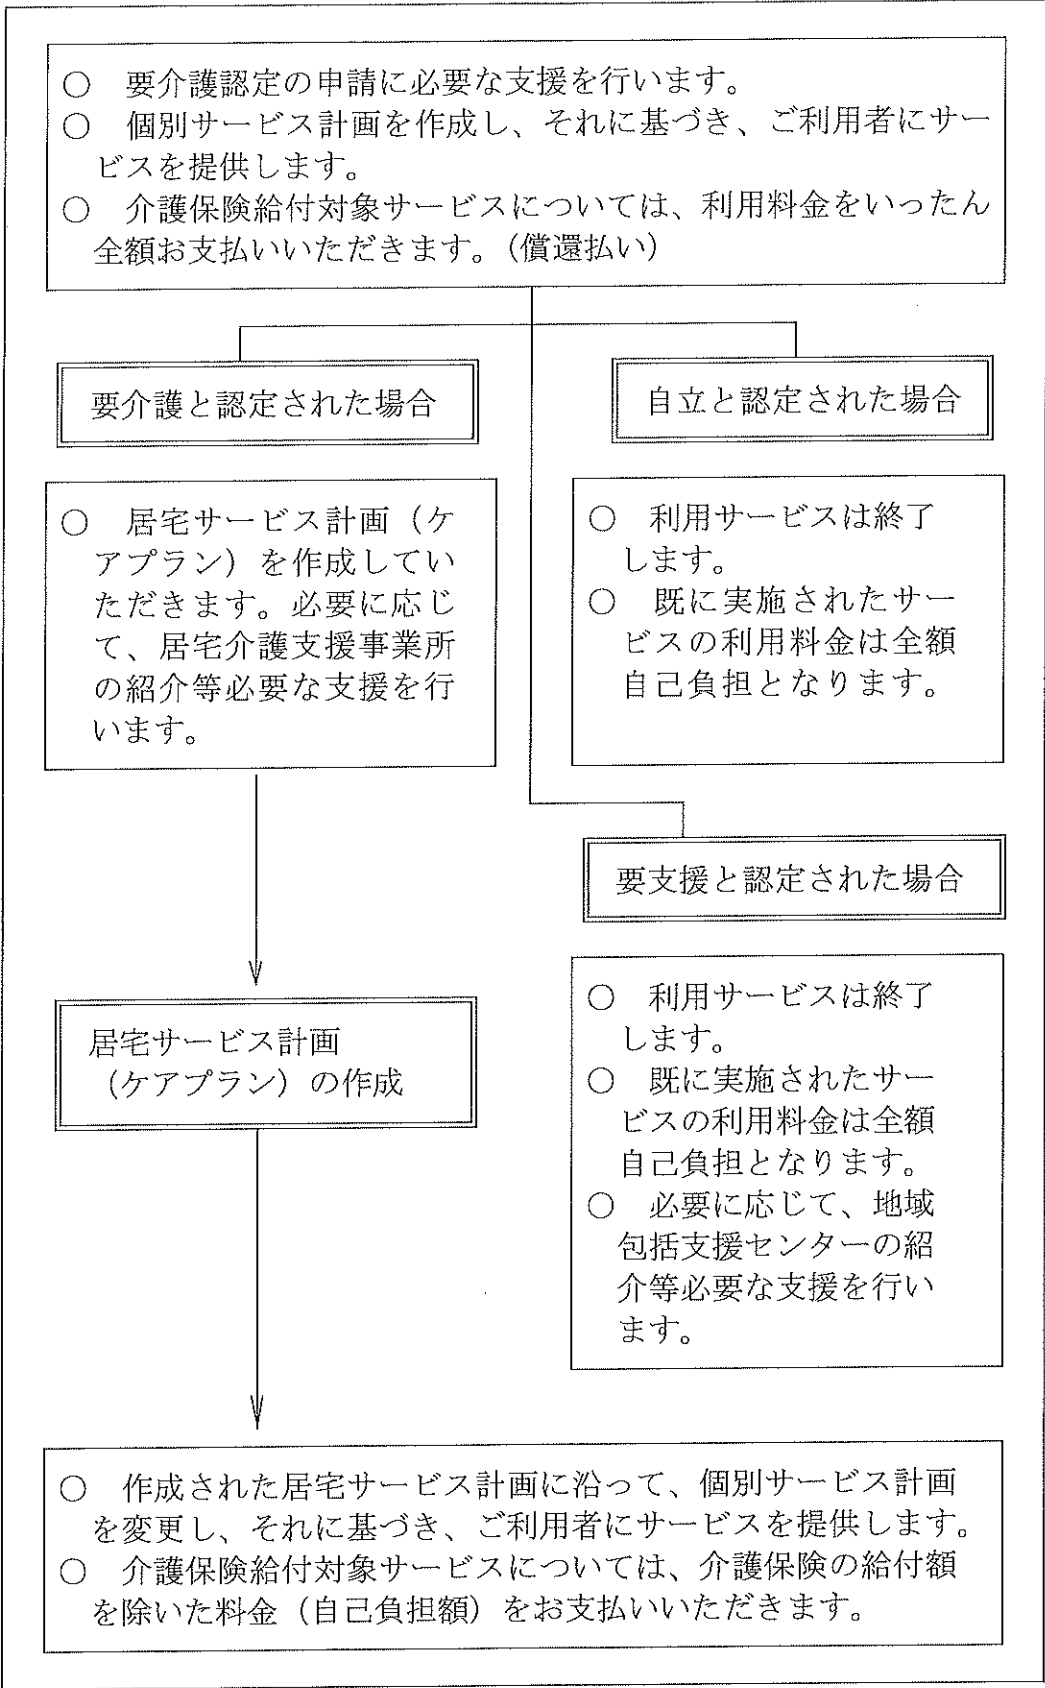 ○　要介護認定の申請に必要な支援を行います。
○　個別サービス計画を作成し、それに基づき、ご利用者にサー
ビスを提供します。
○　介護保険給付対象サービスについては、利用料金をいったん
全額お支払いいただきます。（償還払い）
要介護と認定された場合
○　居宅サービス計画（ケ
アプラン）を作成してい
ただきます。必要に応じ
て、居宅介護支援事業所
の紹介等必要な支援を行
います。
自立と認定された場合
○　利用サービスは終了
します。
○　既に実施されたサー
ビスの利用料金は全額
自己負担となります。
要支援と認定された場合
○　利用サービスは終了
します。
○　既に実施されたサー
ビスの利用料金は全額
自己負担となります。
○　必要に応じて、地域
包括支援センターの紹
介等必要な支援を行い
ます。
居宅サービス計画
（ケアプラン）の作成
○　作成された居宅サービス計画に沿って、個別サービス計画
を変更し、それに基づき、ご利用者にサービスを提供します。
○　介護保険給付対象サービスについては、介護保険の給付額
を除いた料金（自己負担額）をお支払いいただきます。